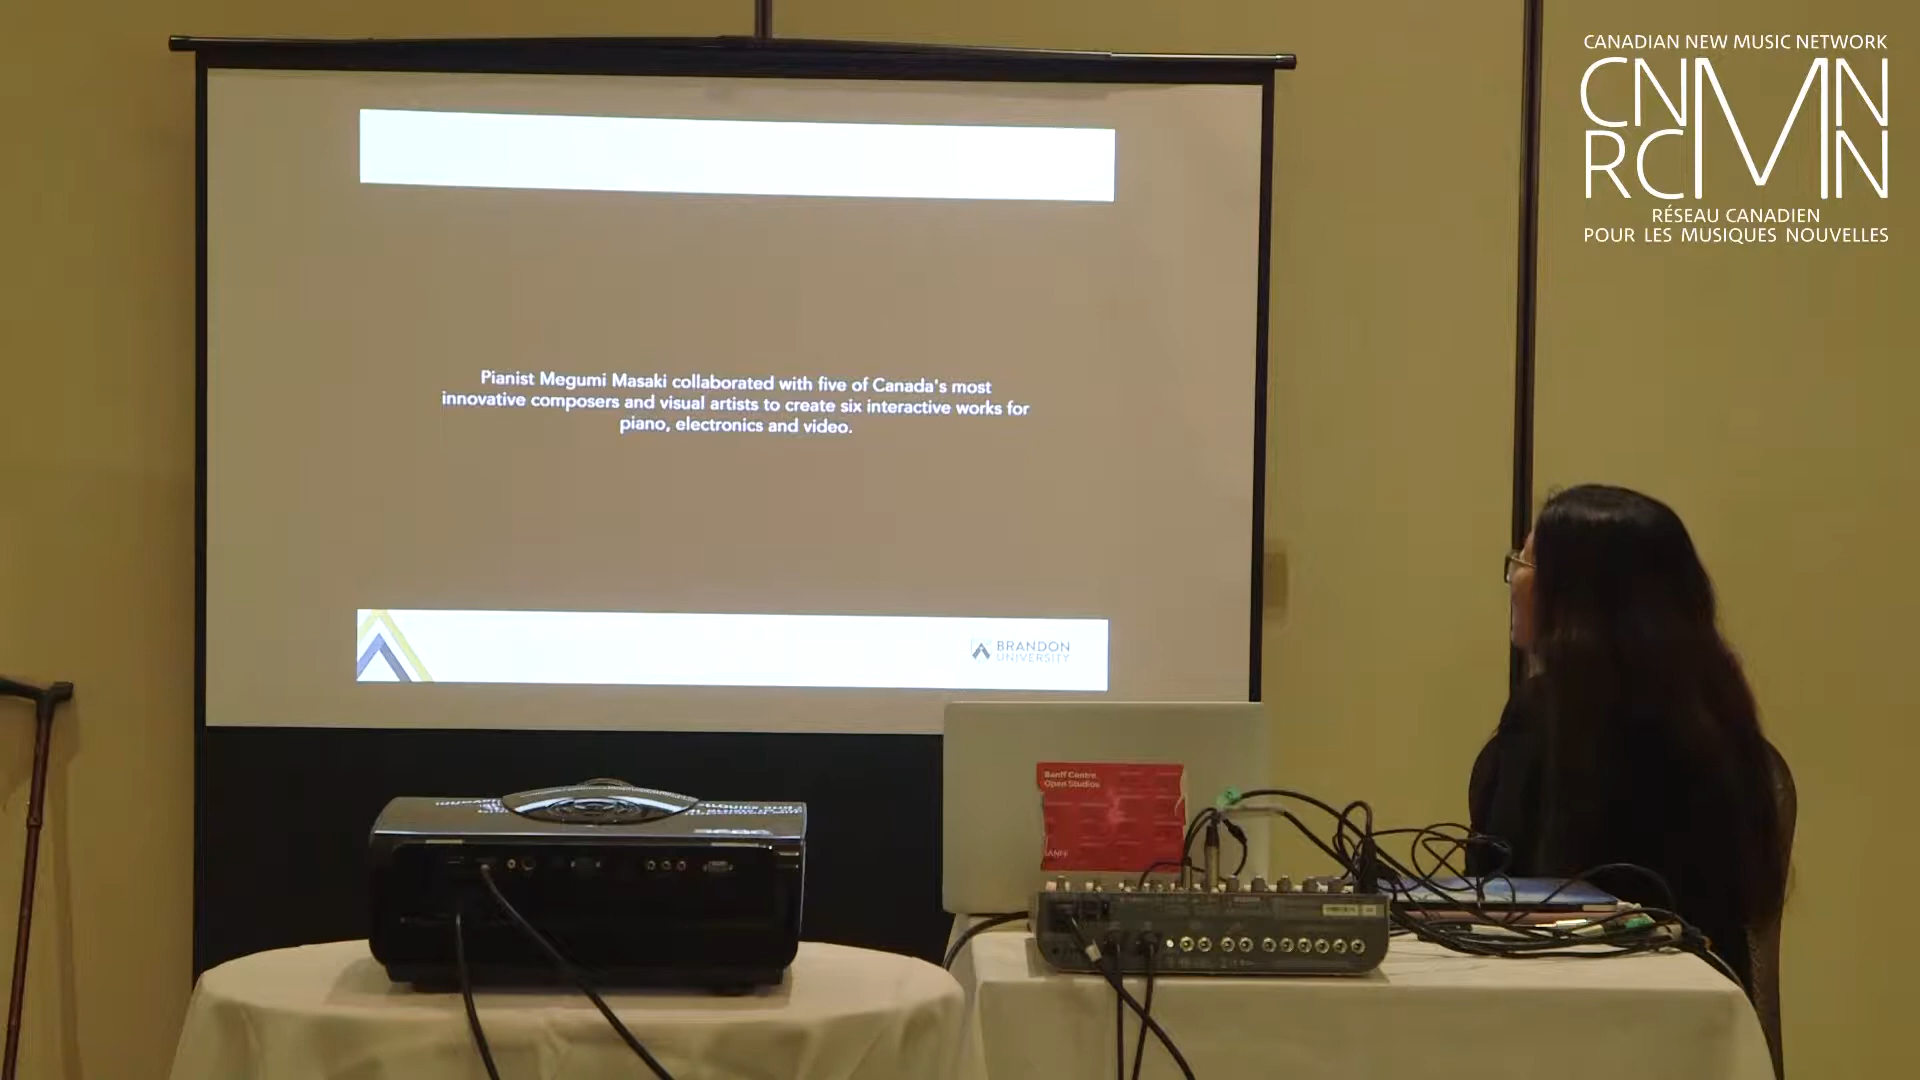 CANADIAN NEW MUSIC NETWORK
CNMN
RCMN
RÉSEAU CANADIEN
POUR LES MUSIQUES NOUVELLES
Pianist Megumi Masaki collaborated with five of Canada's most
innovative composers and visual artists to create six interactive works for
piano, electronics and video.
BRANDON
UNIVERSITY
Banff Centre
Open Studios